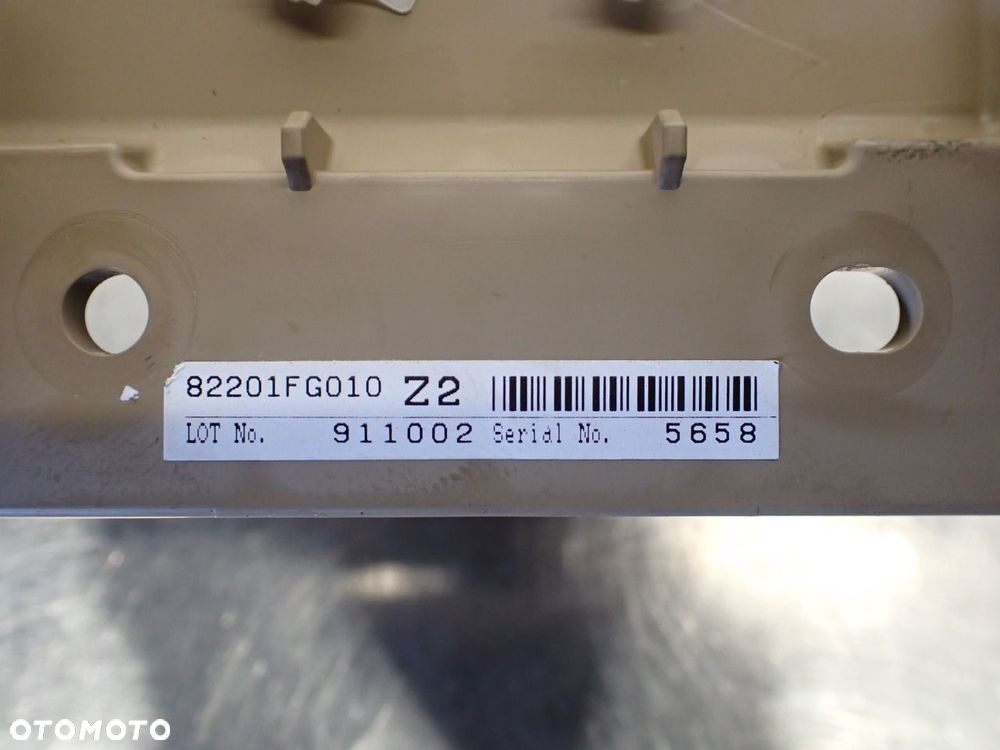 82201FG010 Z2
LOT No. 911002 Serial No. 5658
OTOMOTO